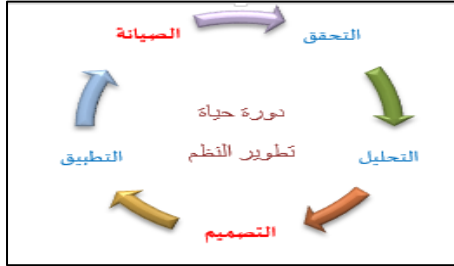 الصيانة
التحقق
دورة حياة
تطوير النظم
التطبيق
التحليل
التصميم